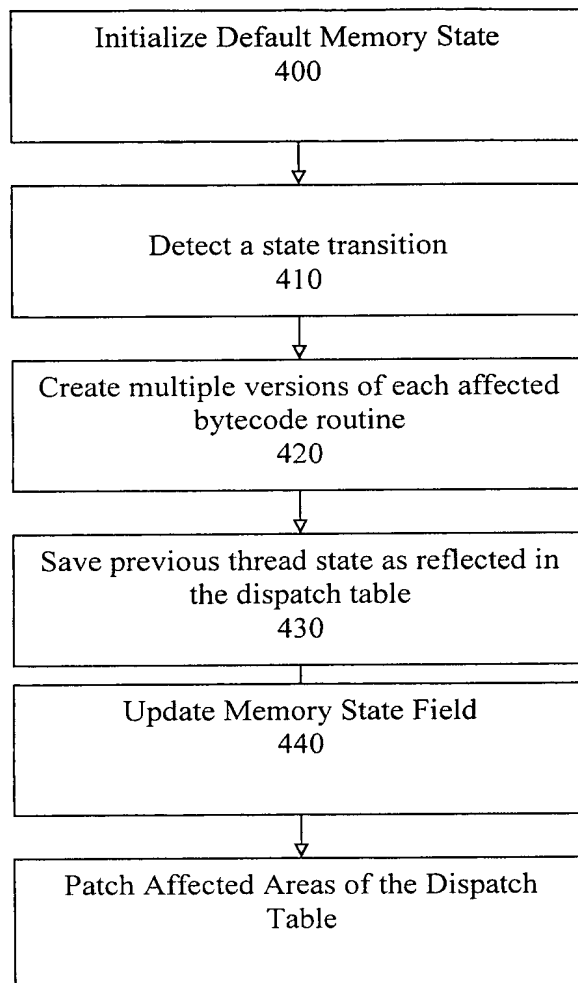 Initialize Default Memory State
400
Detect a state transition
410
Create multiple versions of each affected
bytecode routine
420
Save previous thread state as reflected in
the dispatch table
430
Update Memory State Field
440
Patch Affected Areas of the Dispatch
Table